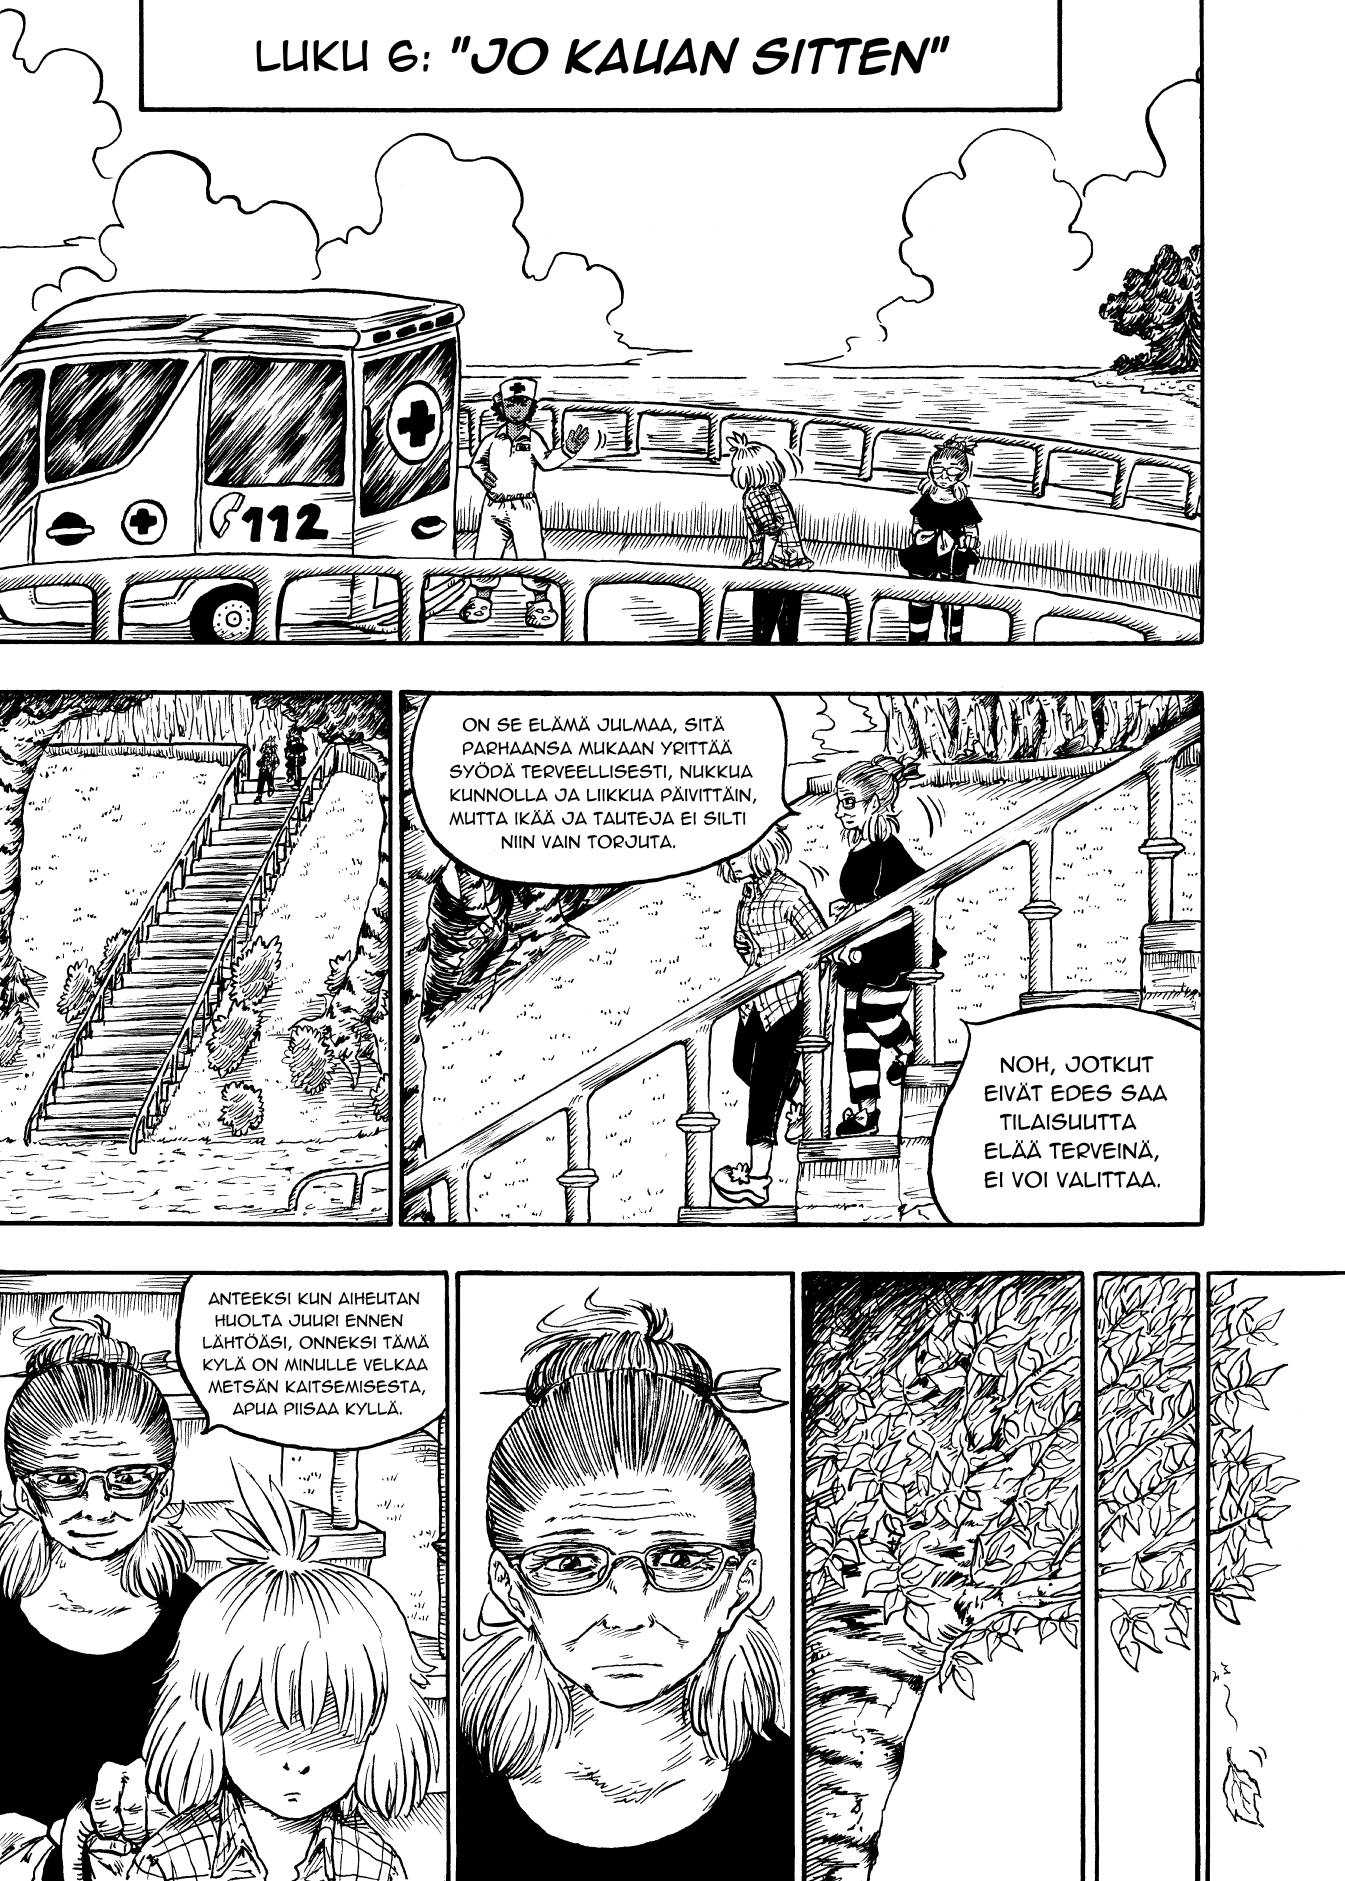 LUKU 6: "JO KAUAN SITTEN"
112
ON SE ELÄMÄ JULMAA, SITÄ
PARHAANSA MUKAAN YRITTÄÄ
SYÖDÄ TERVEELLISESTI, NUKKUA
KUNNOLLA JA LIIKKUA PÄIVITTÄIN,
MUTTA IKÄÄ JA TAUTEJA EI SILTI
NIIN VAIN TORJUTA.
NOH, JOTKUT
EIVÄT EDES SAA
TILAISUUTTA
ELÄÄ TERVEINÄ,
EI VOI VALITTAA.
ANTEEKSI KUN AIHEUTAN
HUOLTA JUURI ENNEN
LÄHTÖÄSI, ONNEKSI TÄMÄ
KYLÄ ON MINULLE VELKAA
METSÄN KAITSEMISESTA,
APUA PIISAA KYLLÄ.